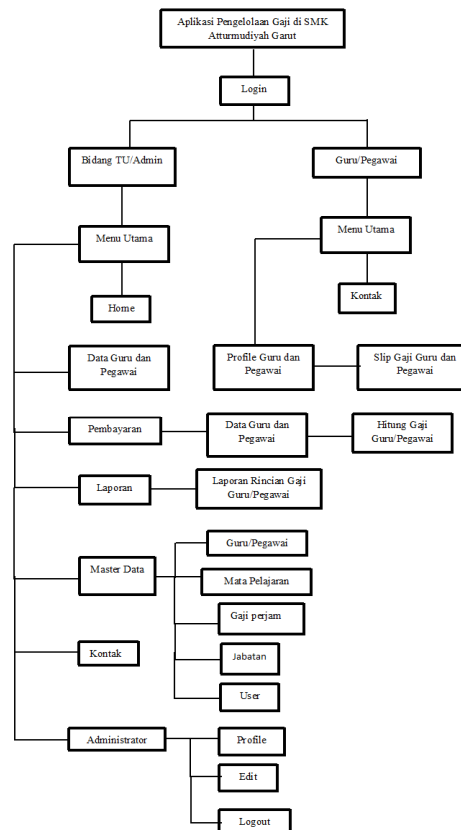 Aplikasi Pengelolaan Gaji di SMK
Atturmudiyah Garut
Login
Bidang TU/Admin
Guru/Pegawai
Menu Utama
Menu Utama
Home
Kontak
Data Guru dan
Pegawai
Profile Guru dan
Pegawai
Slip Gaji Guru dan
Pegawai
Pembayaran
Data Guru dan
Pegawai
Hitung Gaji
Guru/Pegawai
Laporan
Laporan Rincian Gaji
Guru/Pegawai
Master Data
Guru/Pegawai
Mata Pelajaran
Gaji perjam
Jabatan
User
Kontak
Administrator
Profile
Edit
Logout